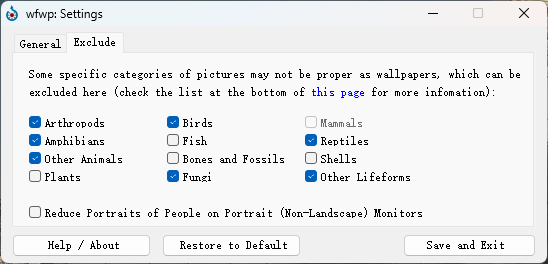 wfwp: Settings
General Exclude
Some specific categories of pictures may not be proper as wallpapers, which can be
excluded here (check the list at the bottom of this page for more infomation):
Arthropods Birds Mammals
Amphibians Fish Reptiles
Other Animals Bones and Fossils Shells
Plants Fungi Other Lifeforms
Reduce Portraits of People on Portrait (Non-Landscape) Monitors
Help / About Restore to Default Save and Exit